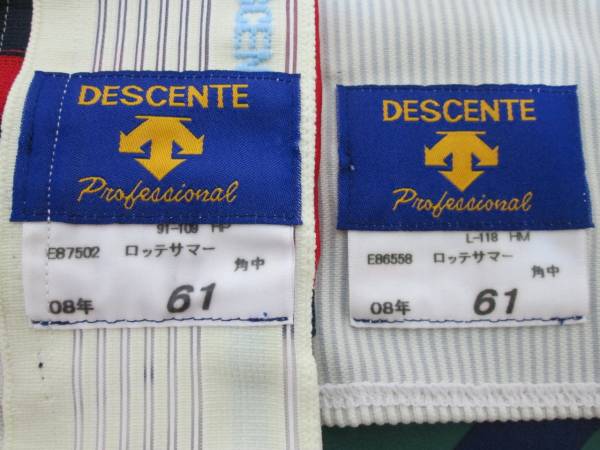 DESCENTE
Professional
91-109 HP
E87502 ロッテサマー
角中
08年 61
DESCENTE
Professional
L-118 HM
E86558 ロッテサマー
角中
08年 61